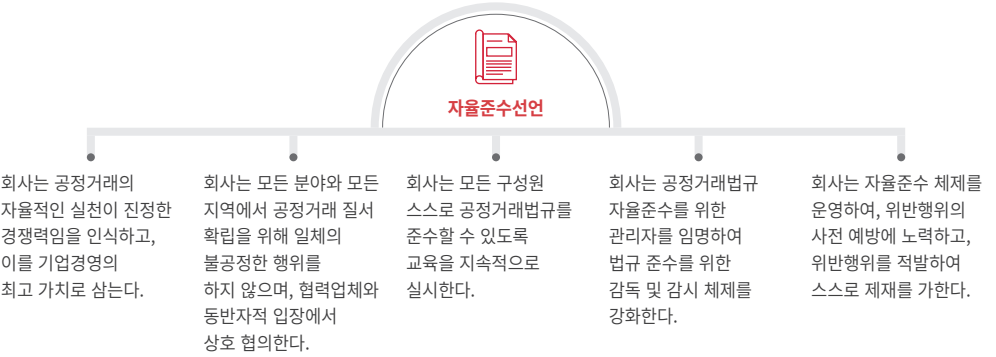 자율준수선언
회사는 공정거래의
자율적인 실천이 진정한
경쟁력임을 인식하고,
이를 기업경영의
최고 가치로 삼는다.
회사는 모든 분야와 모든
지역에서 공정거래 질서
확립을 위해 일체의
불공정한 행위를
하지 않으며, 협력업체와
동반자적 입장에서
상호 협의한다.
회사는 모든 구성원
스스로 공정거래법규를
준수할 수 있도록
교육을 지속적으로
실시한다.
회사는 공정거래법규
자율준수를 위한
관리자를 임명하여
법규 준수를 위한
감독 및 감시 체제를
강화한다.
회사는 자율준수 체제를
운영하여, 위반행위의
사전 예방에 노력하고,
위반행위를 적발하여
스스로 제재를 가한다.